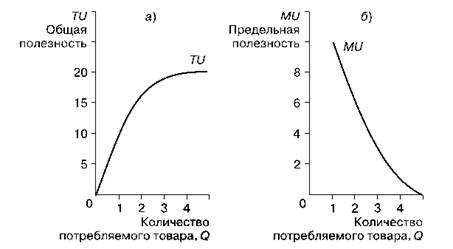 TU
Общая
полезность
а)
TU
20
15
10
5
0
1 2 3 4
Количество
потребляемого товара, Q
MU
Предельная
полезность
б)
MU
8
6
4
2
0
1 2 3 4
Количество
потребляемого товара, Q